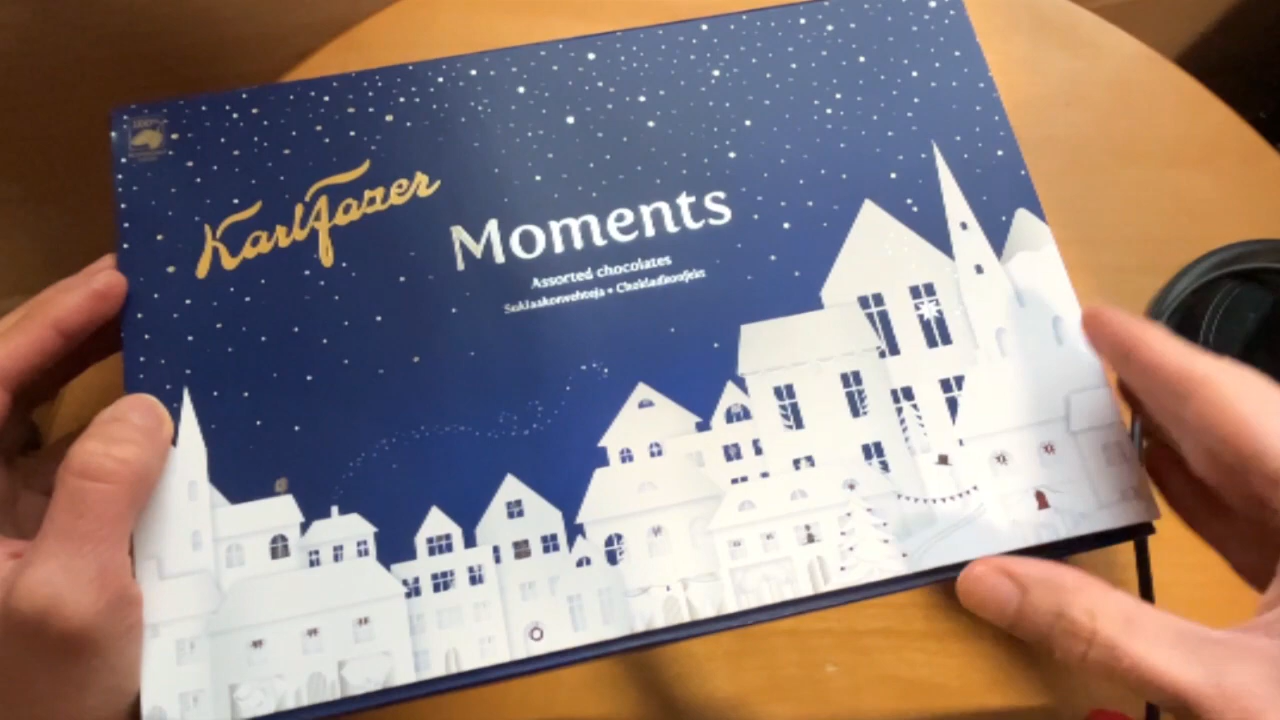 Karl Fazer
Moments
Assorted chocolates
Suklaakonvehteja • Chokladkonfekt